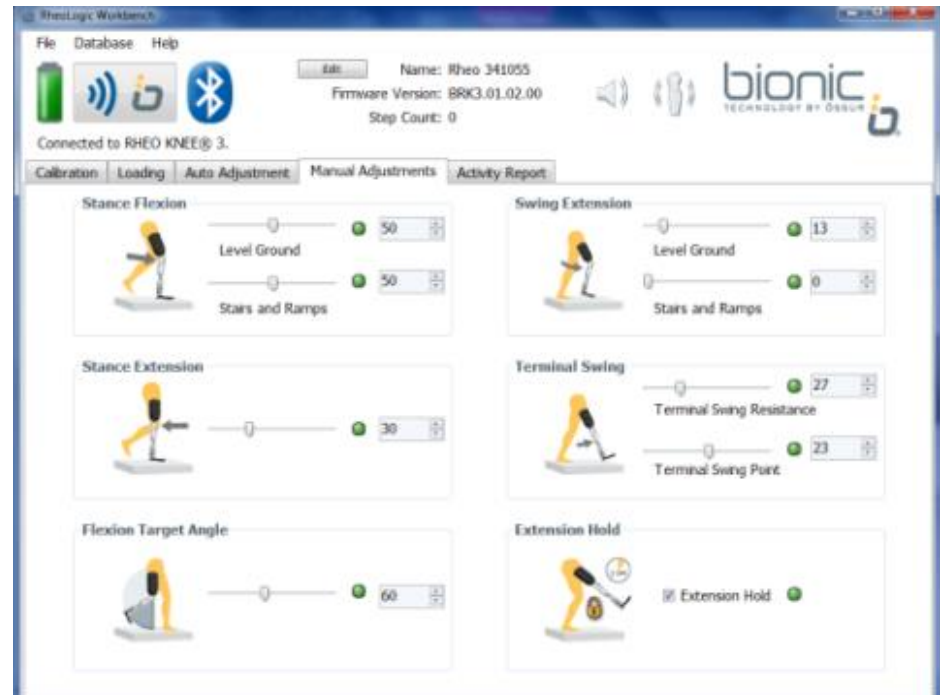 RheoLogic Workbench
File Database Help
Edit Name: Rheo 341055
Firmware Version: BRK3.01.02.00
Step Count: 0
bionic
TECHNOLOGY BY ÖSSUR
Connected to RHEO KNEE® 3.
Calibration Loading Auto Adjustment Manual Adjustments Activity Report
Stance Flexion
50
Level Ground
50
Stairs and Ramps
Swing Extension
13
Level Ground
0
Stairs and Ramps
Stance Extension
30
Terminal Swing
27
Terminal Swing Resistance
23
Terminal Swing Point
Flexion Target Angle
60
Extension Hold
Extension Hold